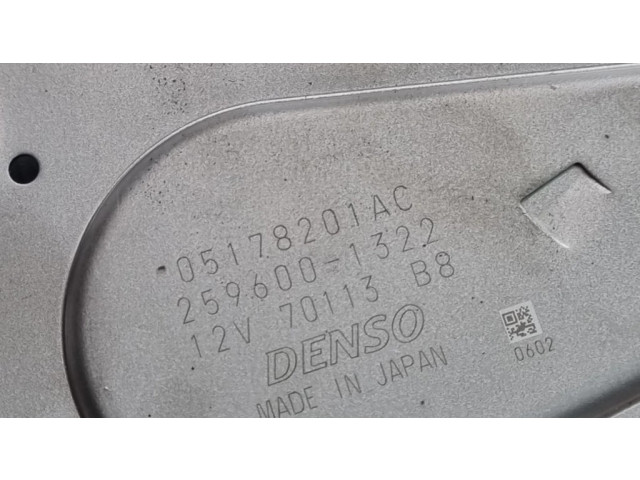 05178201AC
259600-1322
12V 70113 B8
DENSO
MADE IN JAPAN
0602